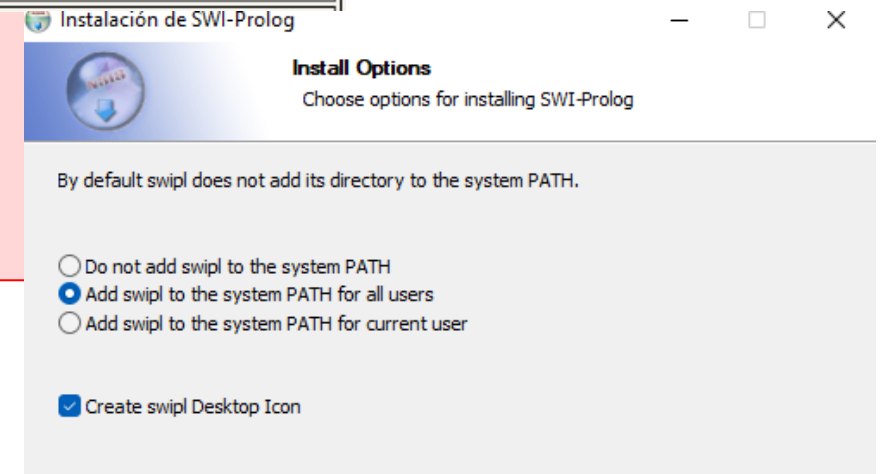 Instalación de SWI-Prolog
Install Options
Choose options for installing SWI-Prolog
By default swipl does not add its directory to the system PATH.
Do not add swipl to the system PATH
Add swipl to the system PATH for all users
Add swipl to the system PATH for current user
Create swipl Desktop Icon